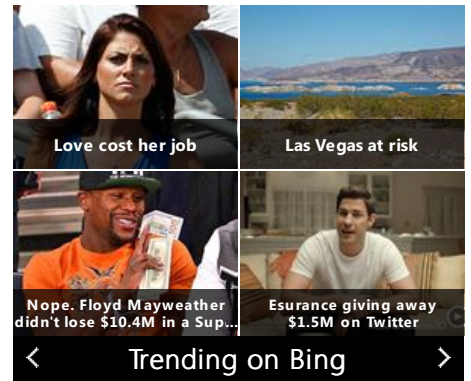 Love cost her job
Las Vegas at risk
Nope. Floyd Mayweather
didn't lose $10.4M in a Sup...
Esurance giving away
$1.5M on Twitter
Trending on Bing